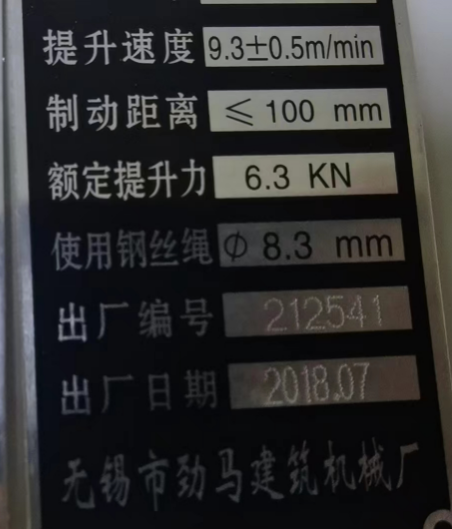 提升速度 9.3±0.5m/min
制动距离 ≤ 100 mm
额定提升力 6.3 KN
使用钢丝绳 Φ 8.3 mm
出厂编号 212541
出厂日期 2018.07
无锡市劲马建筑机械厂